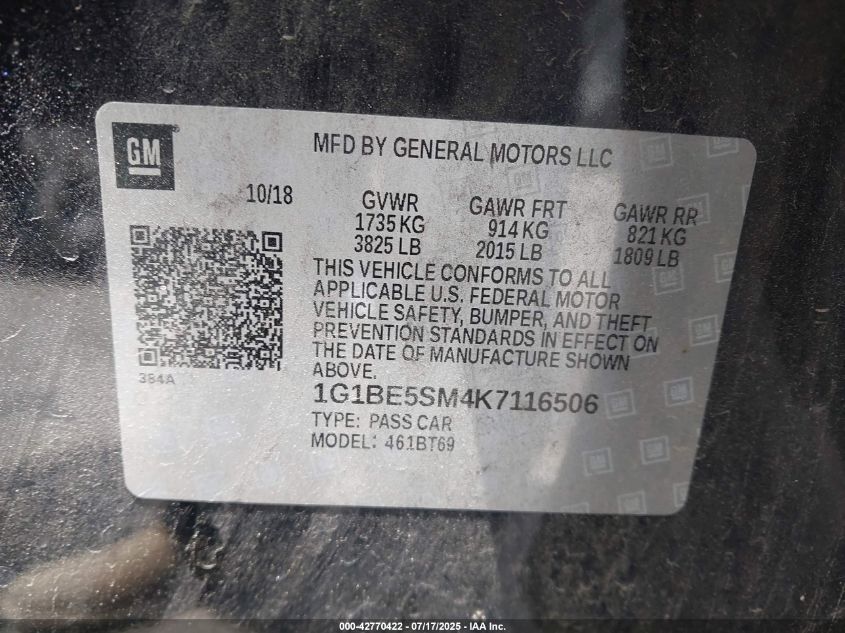 GM
MFD BY GENERAL MOTORS LLC
10/18
GVWR
1735 KG
3825 LB
GAWR FRT
914 KG
2015 LB
GAWR RR
821 KG
1809 LB
THIS VEHICLE CONFORMS TO ALL
APPLICABLE U.S. FEDERAL MOTOR
VEHICLE SAFETY, BUMPER, AND THEFT
PREVENTION STANDARDS IN EFFECT ON
THE DATE OF MANUFACTURE SHOWN
ABOVE.
384A
1G1BE5SM4K7116506
TYPE: PASS CAR
MODEL: 461BT69
000-42770422 - 07/17/2025 - IAA Inc.